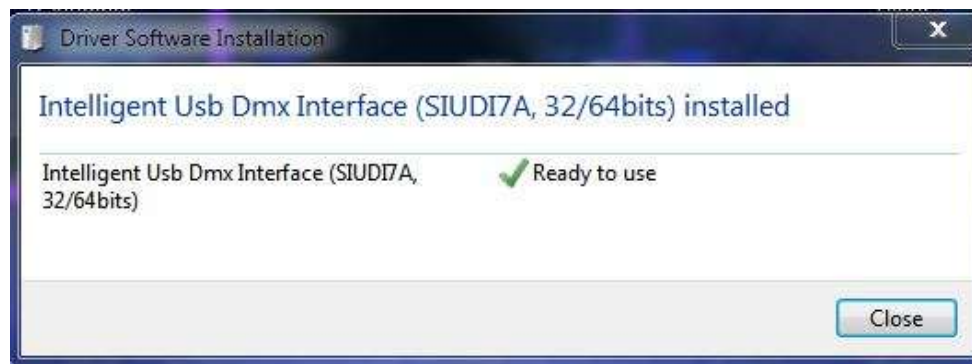 Driver Software Installation
X
Intelligent Usb Dmx Interface (SIUDI7A, 32/64bits) installed
Intelligent Usb Dmx Interface (SIUDI7A,
32/64bits)
Ready to use
Close